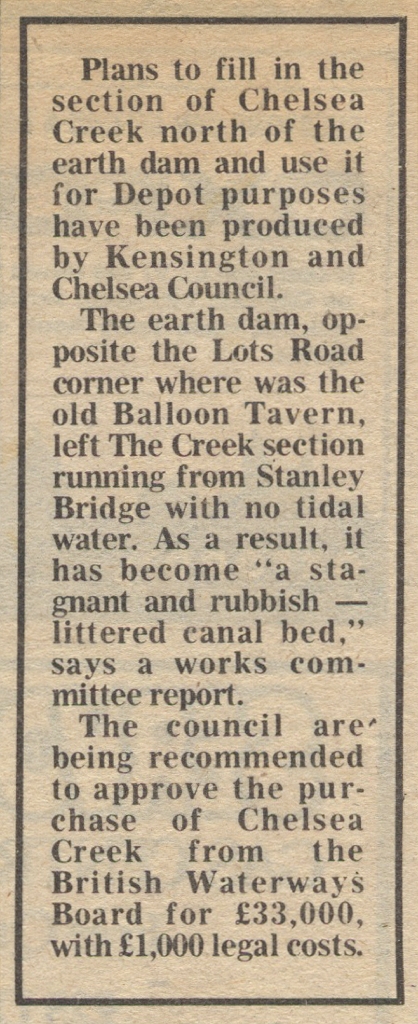 Plans to fill in the
section of Chelsea
Creek north of the
earth dam and use it
for Depot purposes
have been produced
by Kensington and
Chelsea Council.
The earth dam, op-
posite the Lots Road
corner where was the
old Balloon Tavern,
left The Creek section
running from Stanley
Bridge with no tidal
water. As a result, it
has become “a sta-
gnant and rubbish —
littered canal bed,”
says a works com-
mittee report.
The council are
being recommended
to approve the pur-
chase of Chelsea
Creek from the
British Waterways
Board for £33,000,
with £1,000 legal costs.